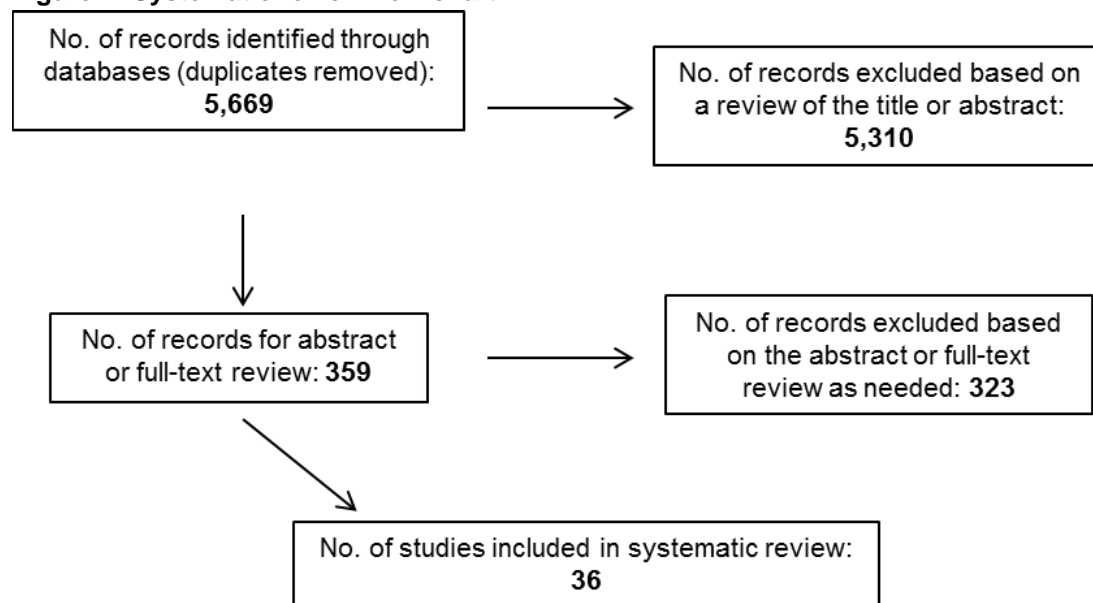 No. of records identified through
databases (duplicates removed):
5,669
No. of records excluded based on
a review of the title or abstract:
5,310
No. of records for abstract
or full-text review: 359
No. of records excluded based
on the abstract or full-text
review as needed: 323
No. of studies included in systematic review:
36